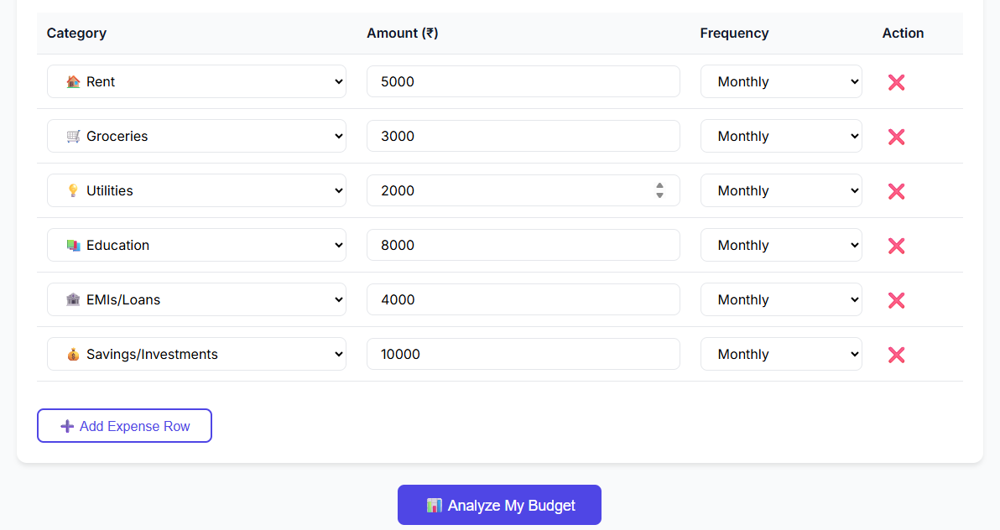 Category Amount (₹) Frequency Action
Rent 5000 Monthly
Groceries 3000 Monthly
Utilities 2000 Monthly
Education 8000 Monthly
EMIs/Loans 4000 Monthly
Savings/Investments 10000 Monthly
Add Expense Row
Analyze My Budget